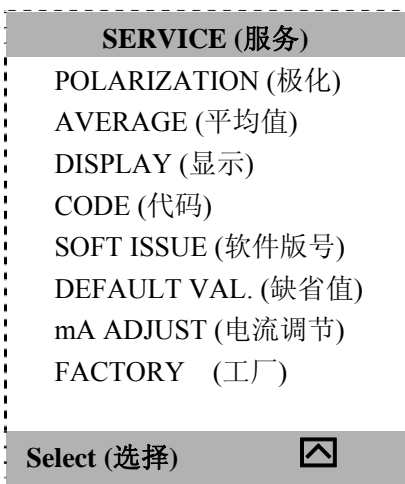 SERVICE (服务)
POLARIZATION (极化)
AVERAGE (平均值)
DISPLAY (显示)
CODE (代码)
SOFT ISSUE (软件版号)
DEFAULT VAL. (缺省值)
mA ADJUST (电流调节)
FACTORY (工厂)
Select (选择)